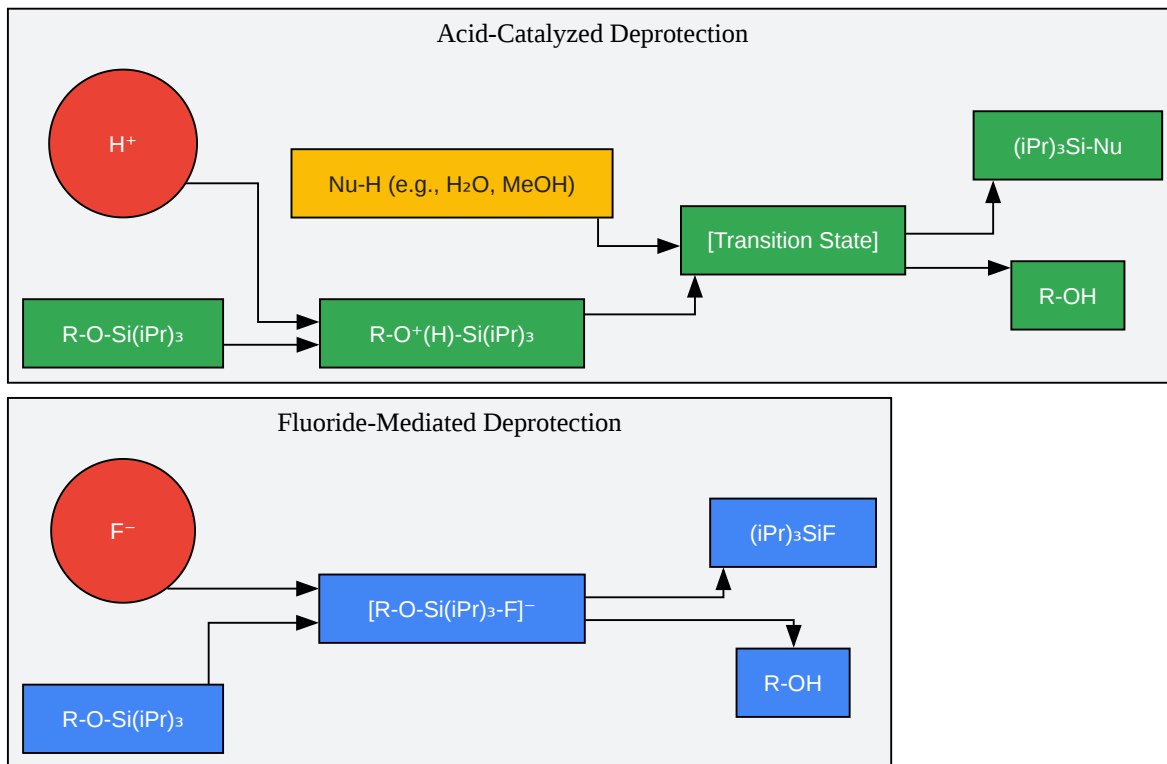 Acid-Catalyzed Deprotection
H⁺
Nu-H (e.g., H₂O, MeOH)
(iPr)₃Si-Nu
[Transition State]
R-OH
R-O-Si(iPr)₃
R-O⁺(H)-Si(iPr)₃
Fluoride-Mediated Deprotection
F⁻
(iPr)₃SiF
[R-O-Si(iPr)₃-F]⁻
R-OH
R-O-Si(iPr)₃